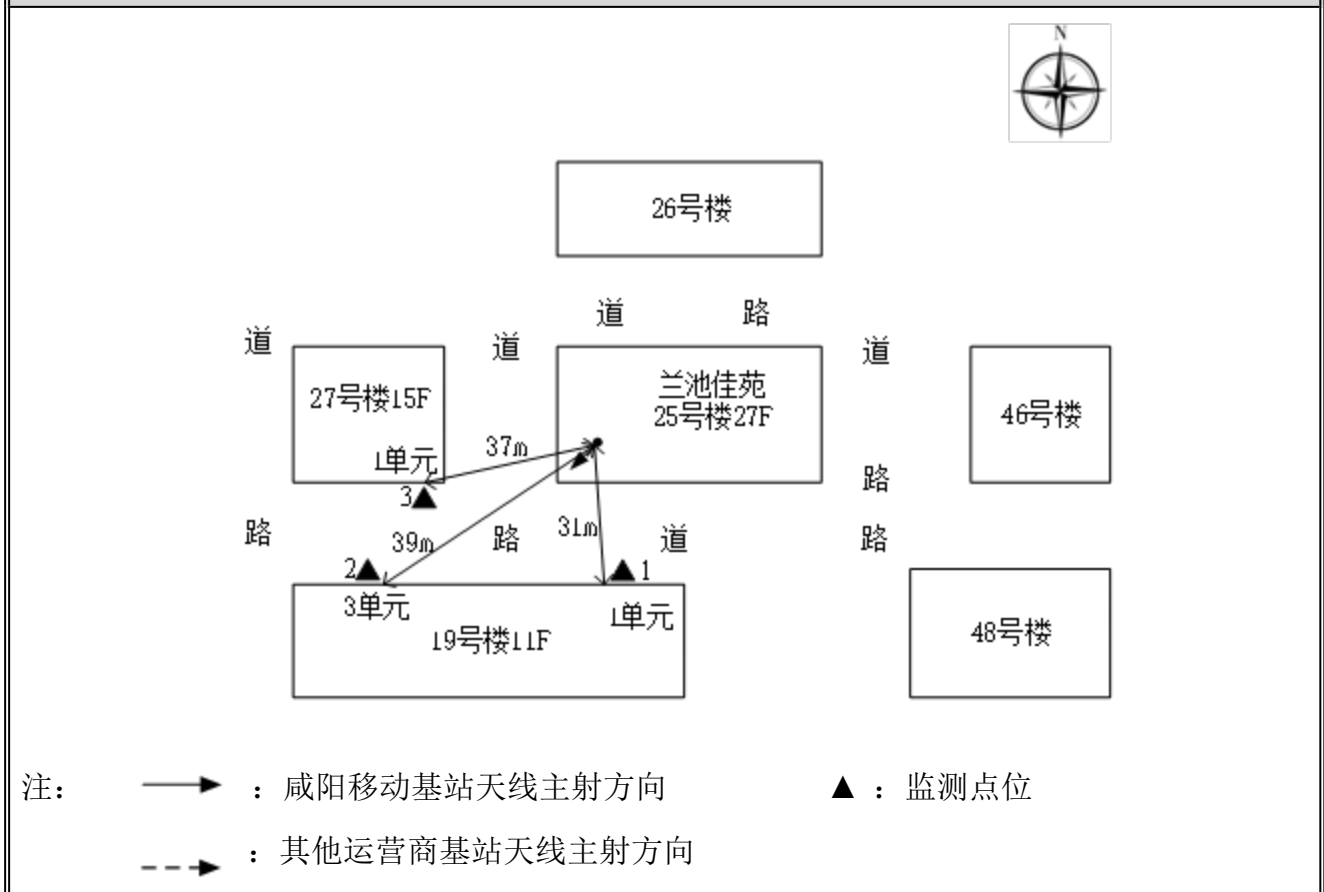 N
26号楼
道 路
道
道
道
27号楼15F
1单元
兰池佳苑
25号楼27F
46号楼
37m
3▲
路
路
39m
路
31m
道
路
2▲
▲1
3单元
1单元
19号楼11F
48号楼
注： ：咸阳移动基站天线主射方向 ▲：监测点位
：其他运营商基站天线主射方向